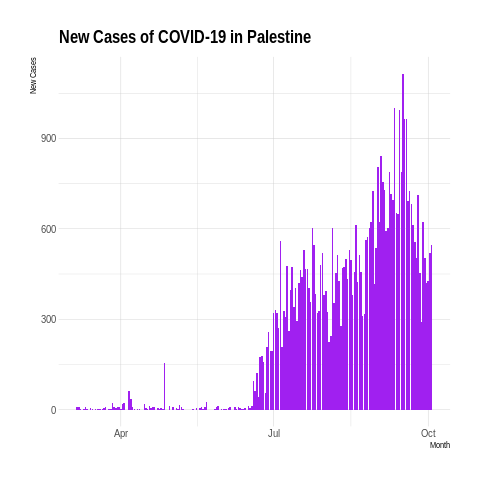 New Cases of COVID-19 in Palestine
New Cases
900
600
300
0
Apr
Jul
Oct
Month